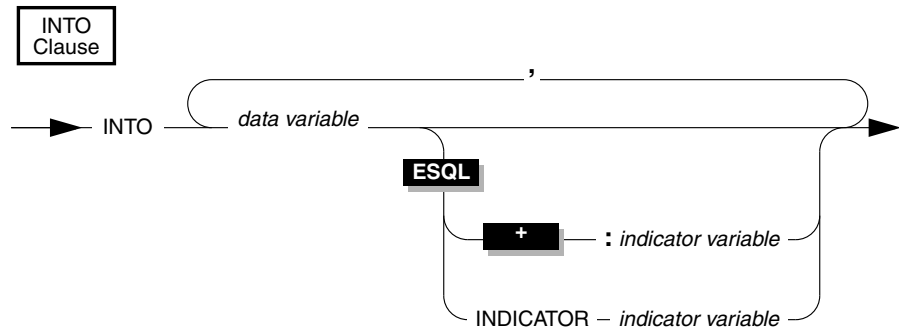 INTO
Clause
,
INTO data variable
ESQL
+ : indicator variable
INDICATOR indicator variable